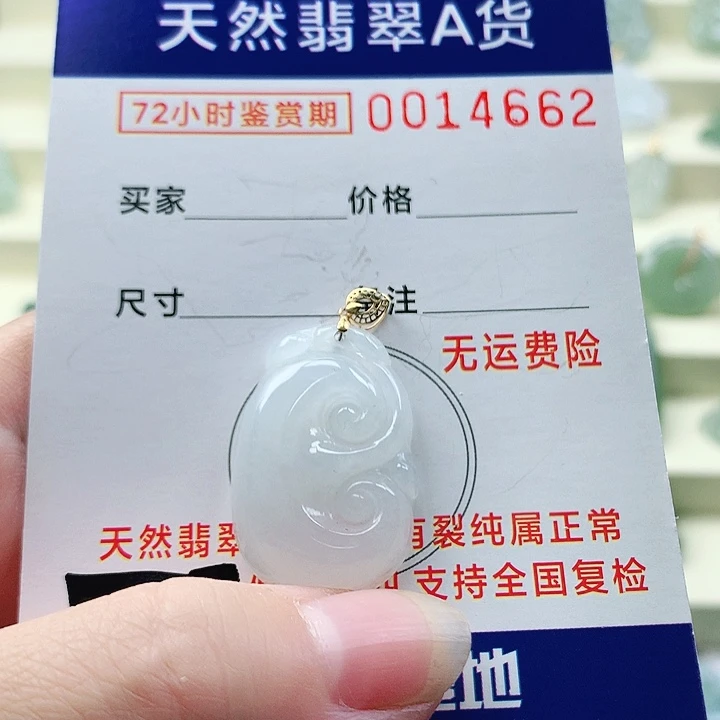 天然翡翠A货
72小时鉴赏期 0014662
买家 价格
尺寸 注
无运费险
天然翡翠 有裂纯属正常
支持全国复检
地